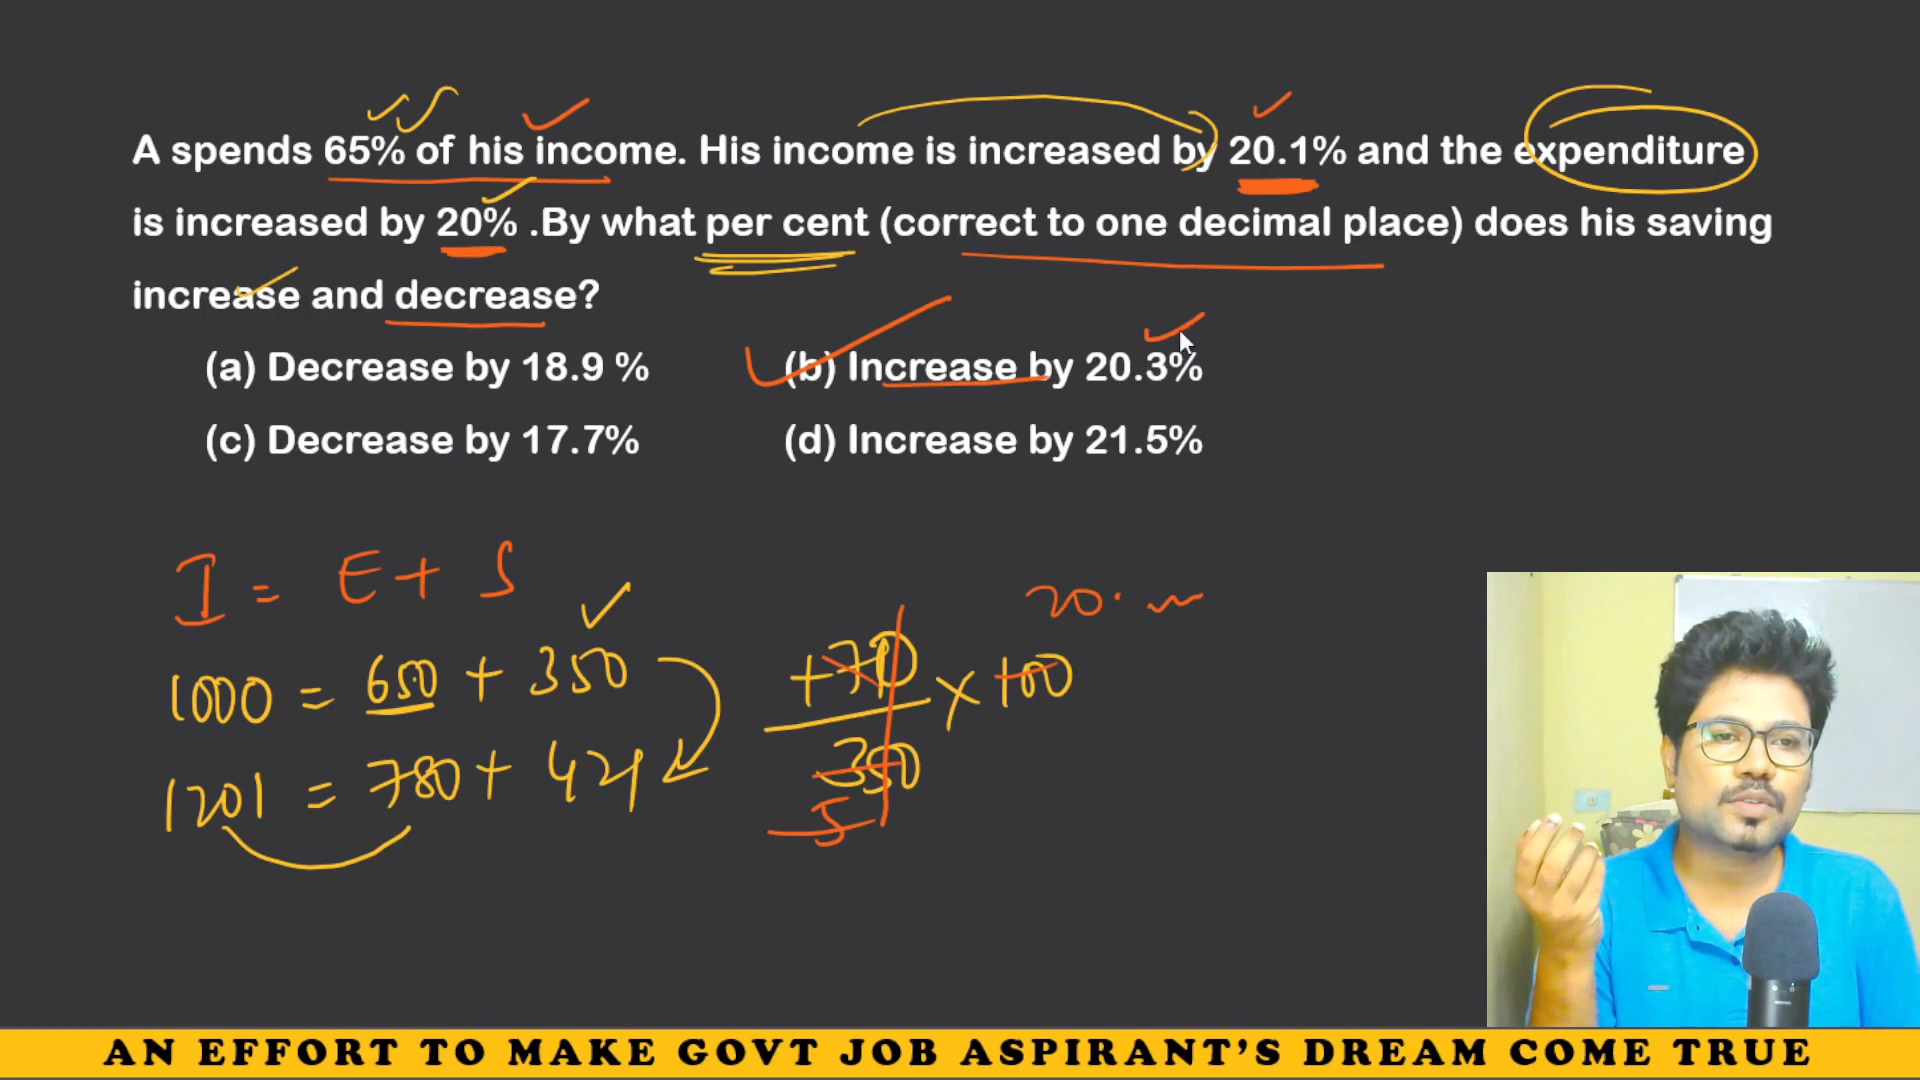 A spends 65% of his income. His income is increased by 20.1% and the expenditure
is increased by 20% .By what per cent (correct to one decimal place) does his saving
increase and decrease?
(a) Decrease by 18.9 %
(b) Increase by 20.3%
(c) Decrease by 17.7%
(d) Increase by 21.5%
I = E + S
1000 = 650 + 350
1201 = 780 + 421
+71
350
× 100
5
20.
AN EFFORT TO MAKE GOVT JOB ASPIRANT'S DREAM COME TRUE